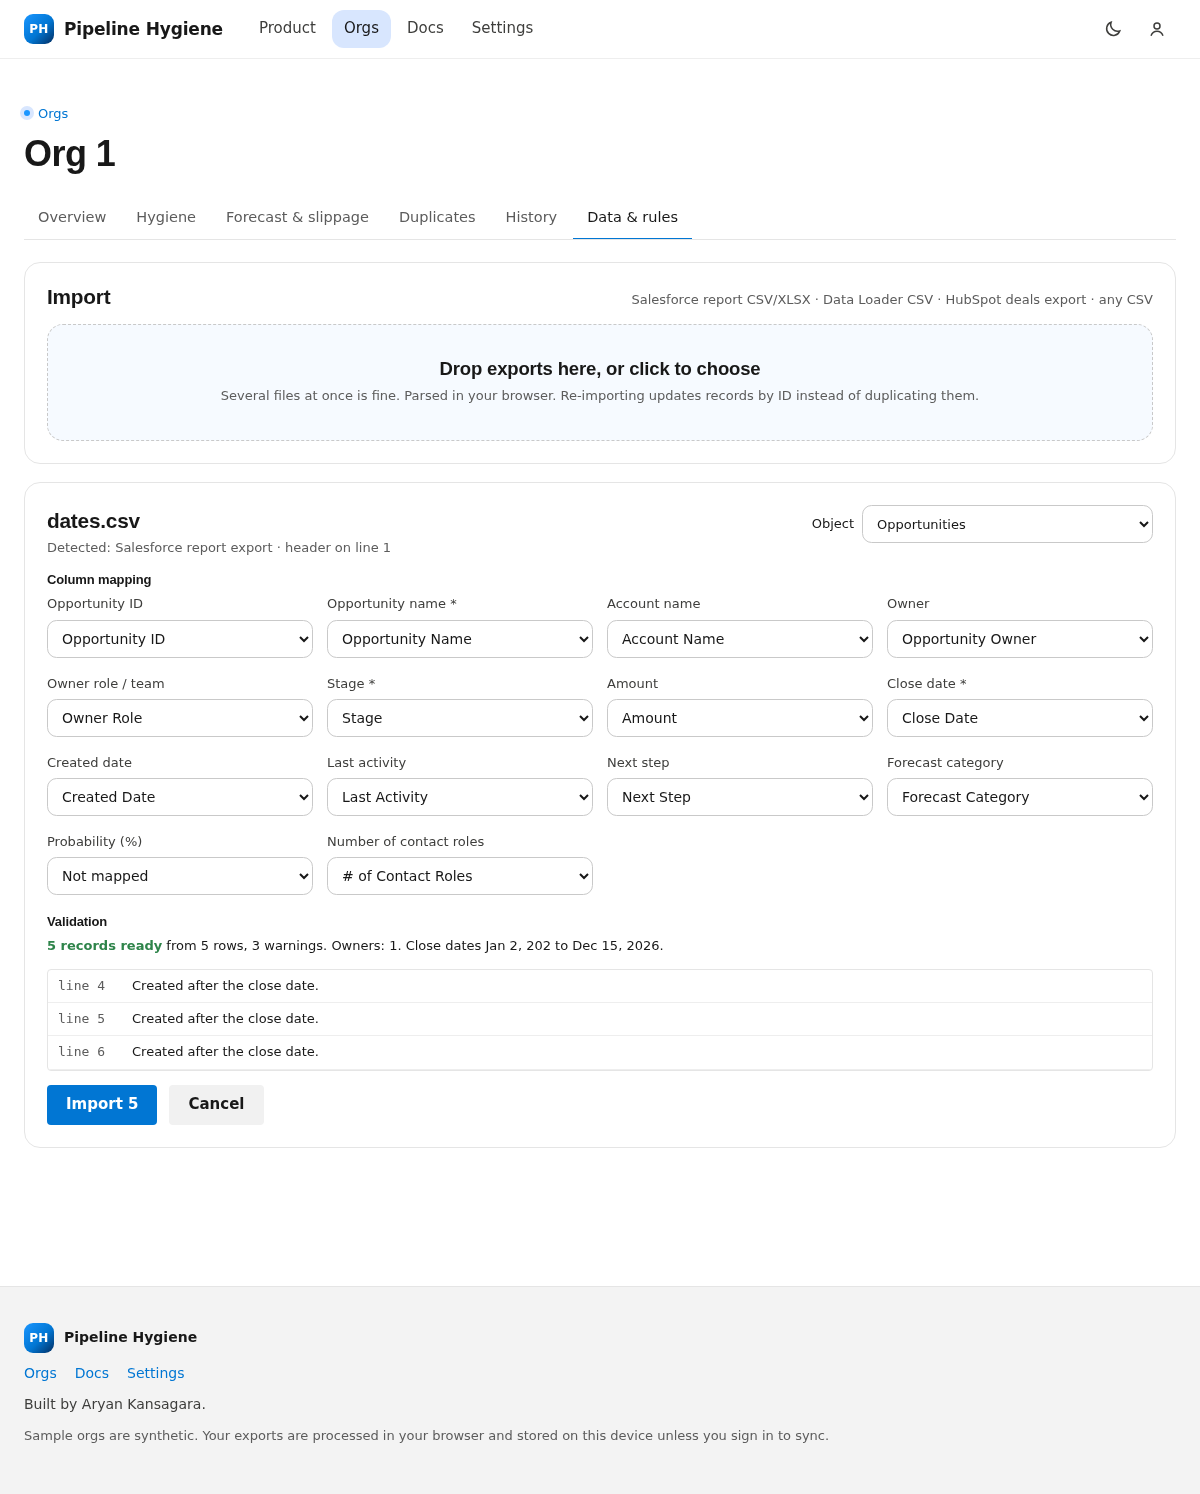 PH Pipeline Hygiene Product Orgs Docs Settings
Orgs
Org 1
Overview Hygiene Forecast & slippage Duplicates History Data & rules
Import Salesforce report CSV/XLSX · Data Loader CSV · HubSpot deals export · any CSV
Drop exports here, or click to choose
Several files at once is fine. Parsed in your browser. Re-importing updates records by ID instead of duplicating them.
dates.csv Object Opportunities
Detected: Salesforce report export · header on line 1
Column mapping
Opportunity ID Opportunity name * Account name Owner
Opportunity ID Opportunity Name Account Name Opportunity Owner
Owner role / team Stage * Amount Close date *
Owner Role Stage Amount Close Date
Created date Last activity Next step Forecast category
Created Date Last Activity Next Step Forecast Category
Probability (%) Number of contact roles
Not mapped # of Contact Roles
Validation
5 records ready from 5 rows, 3 warnings. Owners: 1. Close dates Jan 2, 202 to Dec 15, 2026.
line 4 Created after the close date.
line 5 Created after the close date.
line 6 Created after the close date.
Import 5 Cancel
PH Pipeline Hygiene
Orgs Docs Settings
Built by Aryan Kansagara.
Sample orgs are synthetic. Your exports are processed in your browser and stored on this device unless you sign in to sync.